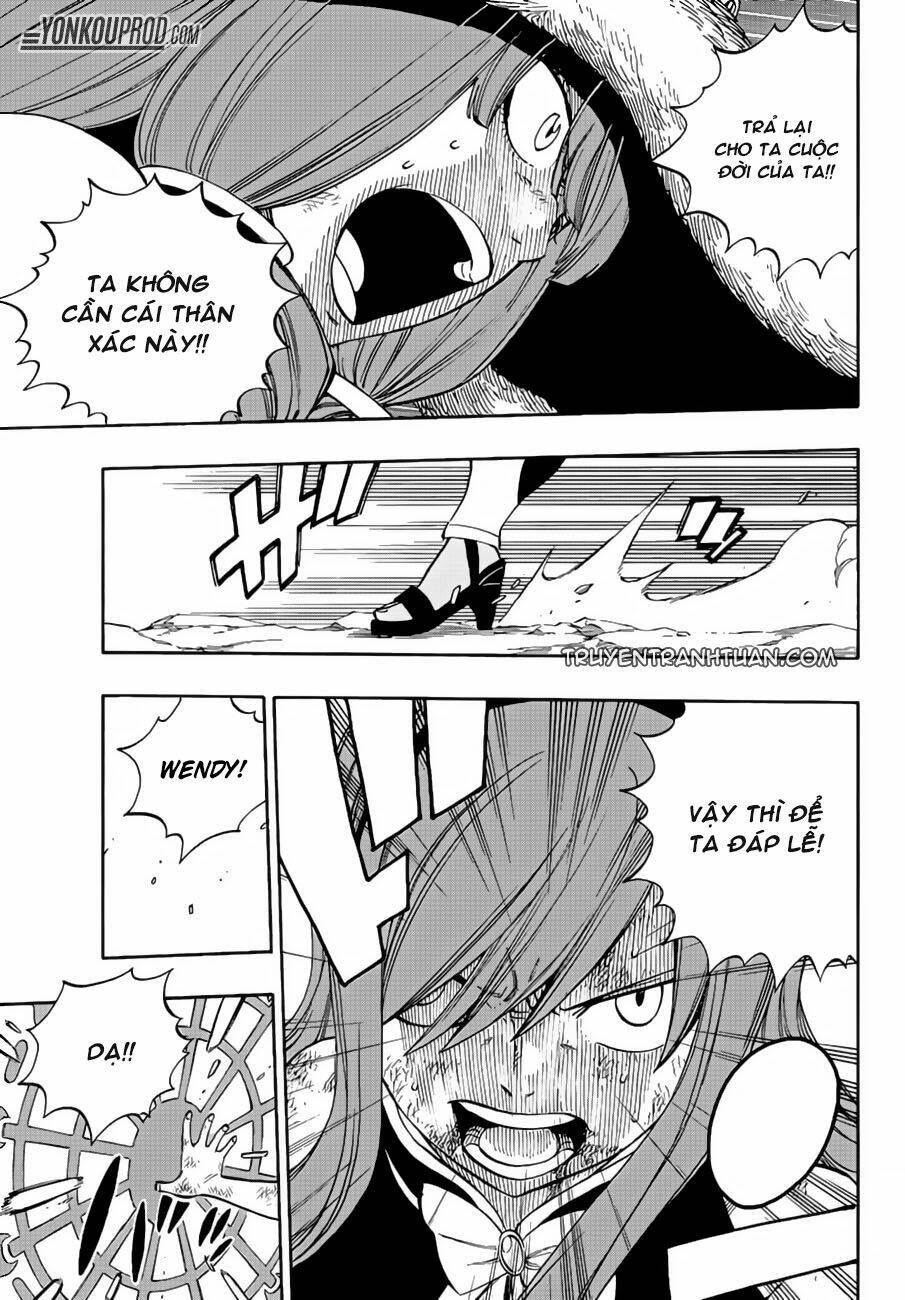 YONKOUPROD.COM
TRẢ LẠI
CHO TA CUỘC
ĐỜI CỦA TA!!
TA KHÔNG
CẦN CÁI THÂN
XÁC NÀY!!
TRUYENTRANHTUAN.COM
VẬY THÌ ĐỂ
TA ĐÁP LỄ!
WENDY!
DẠ!!